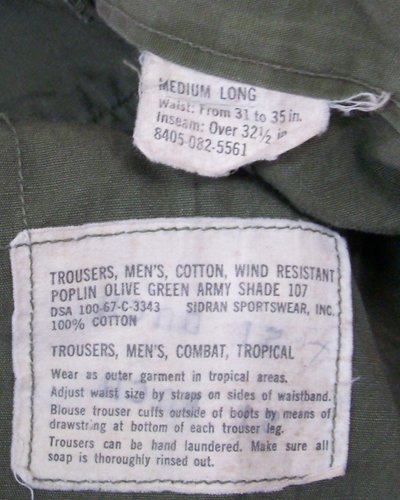 MEDIUM LONG
Waist: From 31 to 35 in.
Inseam: Over 32½ in
8405-082-5561
TROUSERS, MEN'S, COTTON, WIND RESISTANT
POPLIN OLIVE GREEN ARMY SHADE 107
DSA 100-67-C-3343 SIDRAN SPORTSWEAR, INC.
100% COTTON
TROUSERS, MEN'S, COMBAT, TROPICAL
Wear as outer garment in tropical areas.
Adjust waist size by straps on sides of waistband.
Blouse trouser cuffs outside of boots by means of
drawstring at bottom of each trouser leg.
Trousers can be hand laundered. Make sure all
soap is thoroughly rinsed out.